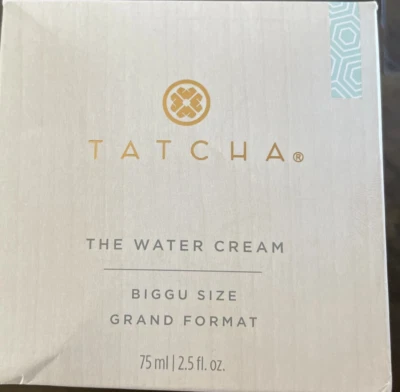 TATCHA®
THE WATER CREAM
BIGGU SIZE
GRAND FORMAT
75 ml | 2.5 fl. oz.